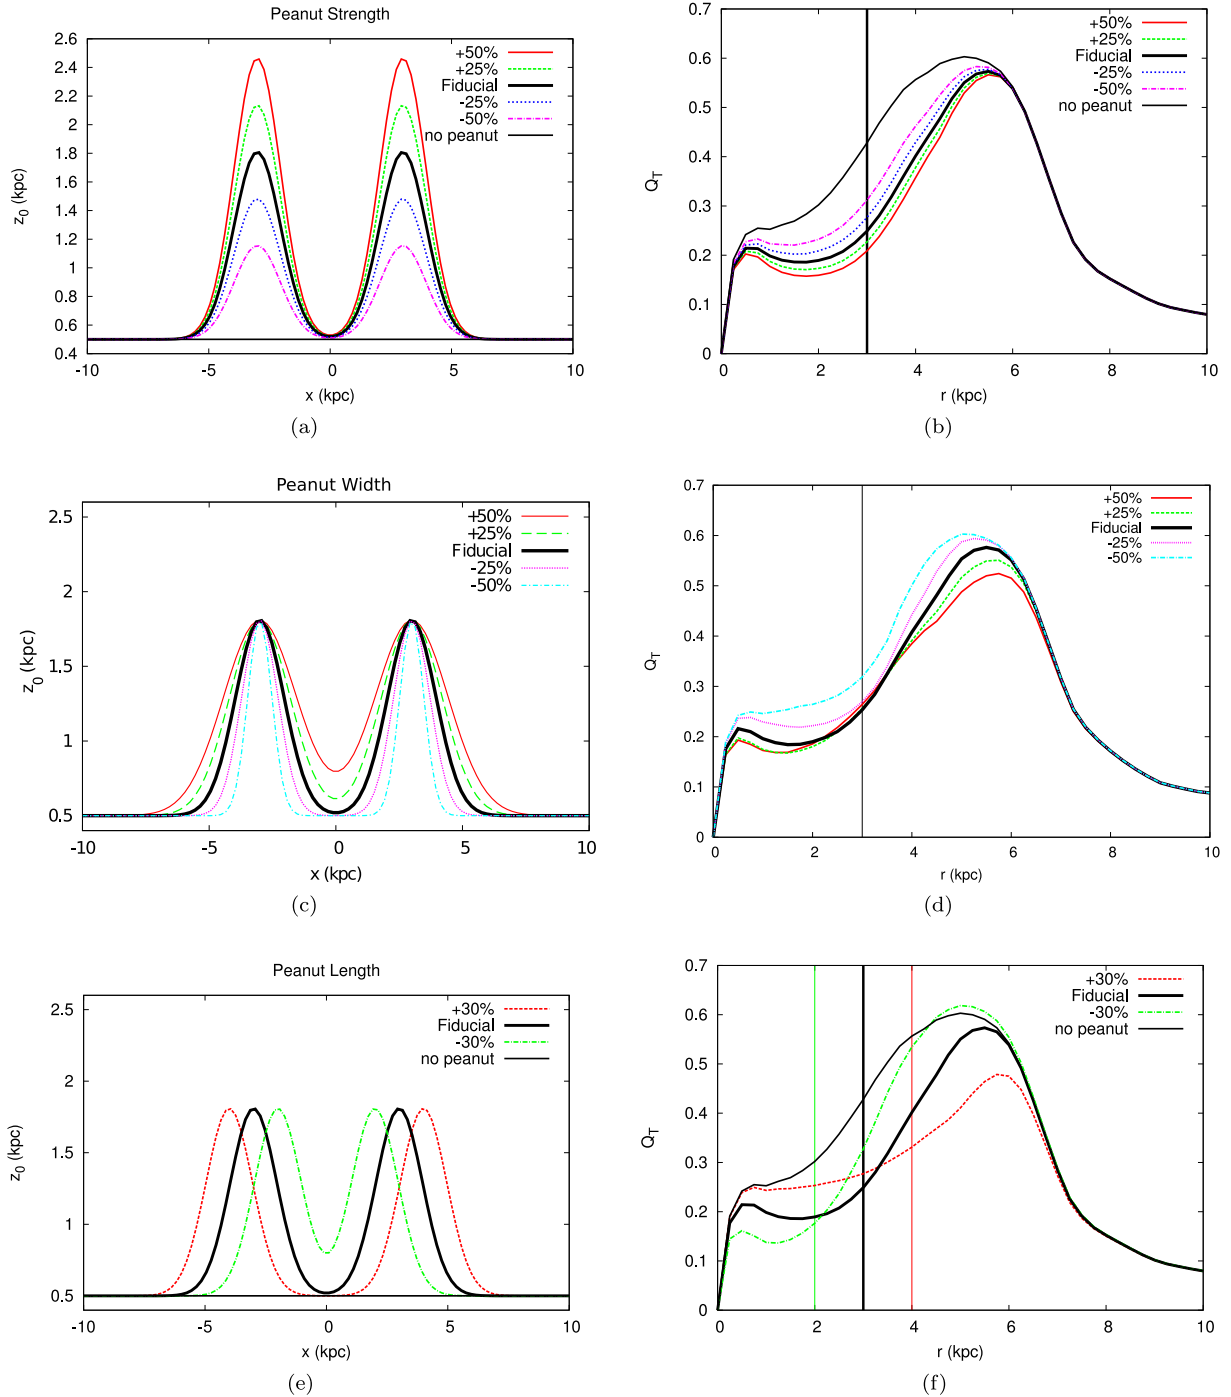 Peanut Strength
2.6
2.4
2.2
2
1.8
1.6
1.4
1.2
1
0.8
0.6
0.4
z0 (kpc)
+50%
+25%
Fiducial
-25%
-50%
no peanut
-10 -5 0 5 10
x (kpc)
(a)
0.7
0.6
0.5
0.4
0.3
0.2
0.1
0
QT
+50%
+25%
Fiducial
-25%
-50%
no peanut
0 2 4 6 8 10
r (kpc)
(b)
Peanut Width
2.5
2
1.5
1
0.5
z0 (kpc)
+50%
+25%
Fiducial
-25%
-50%
-10 -5 0 5 10
x (kpc)
(c)
0.7
0.6
0.5
0.4
0.3
0.2
0.1
0
QT
+50%
+25%
Fiducial
-25%
-50%
0 2 4 6 8 10
r (kpc)
(d)
Peanut Length
2.5
2
1.5
1
0.5
z0 (kpc)
+30%
Fiducial
-30%
no peanut
-10 -5 0 5 10
x (kpc)
(e)
0.7
0.6
0.5
0.4
0.3
0.2
0.1
0
QT
+30%
Fiducial
-30%
no peanut
0 2 4 6 8 10
r (kpc)
(f)